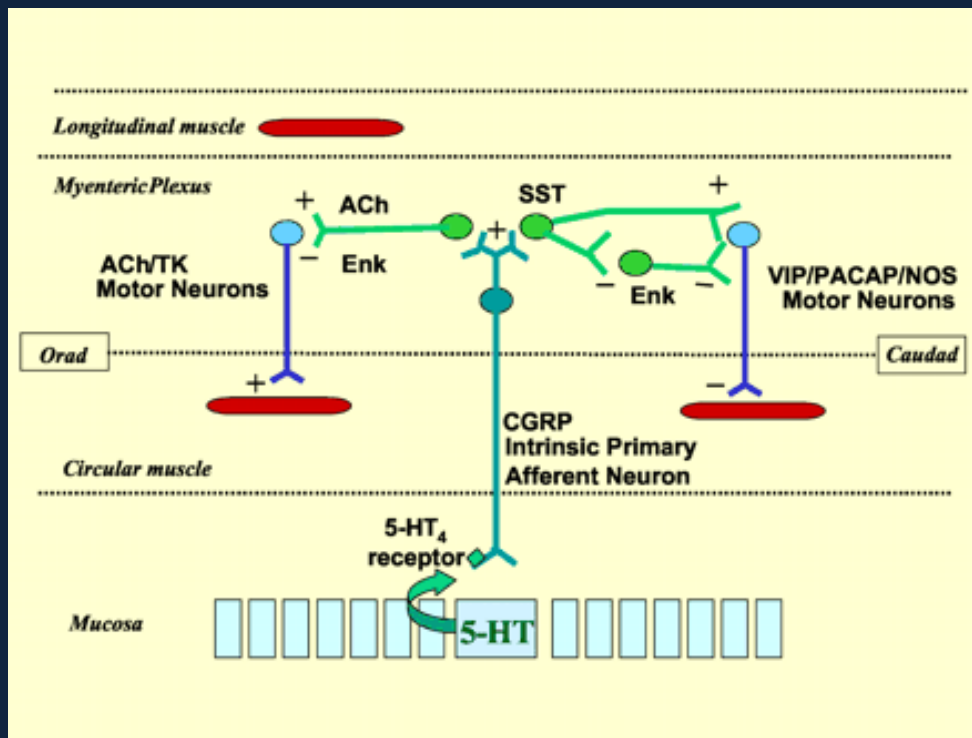 Longitudinal muscle
Myenteric Plexus
+
ACh
SST
+
+
−
Enk
ACh/TK
Motor Neurons
−
Enk
−
VIP/PACAP/NOS
Motor Neurons
Orad
Caudad
+
−
CGRP
Intrinsic Primary
Afferent Neuron
Circular muscle
5-HT₄
receptor
Mucosa
5-HT